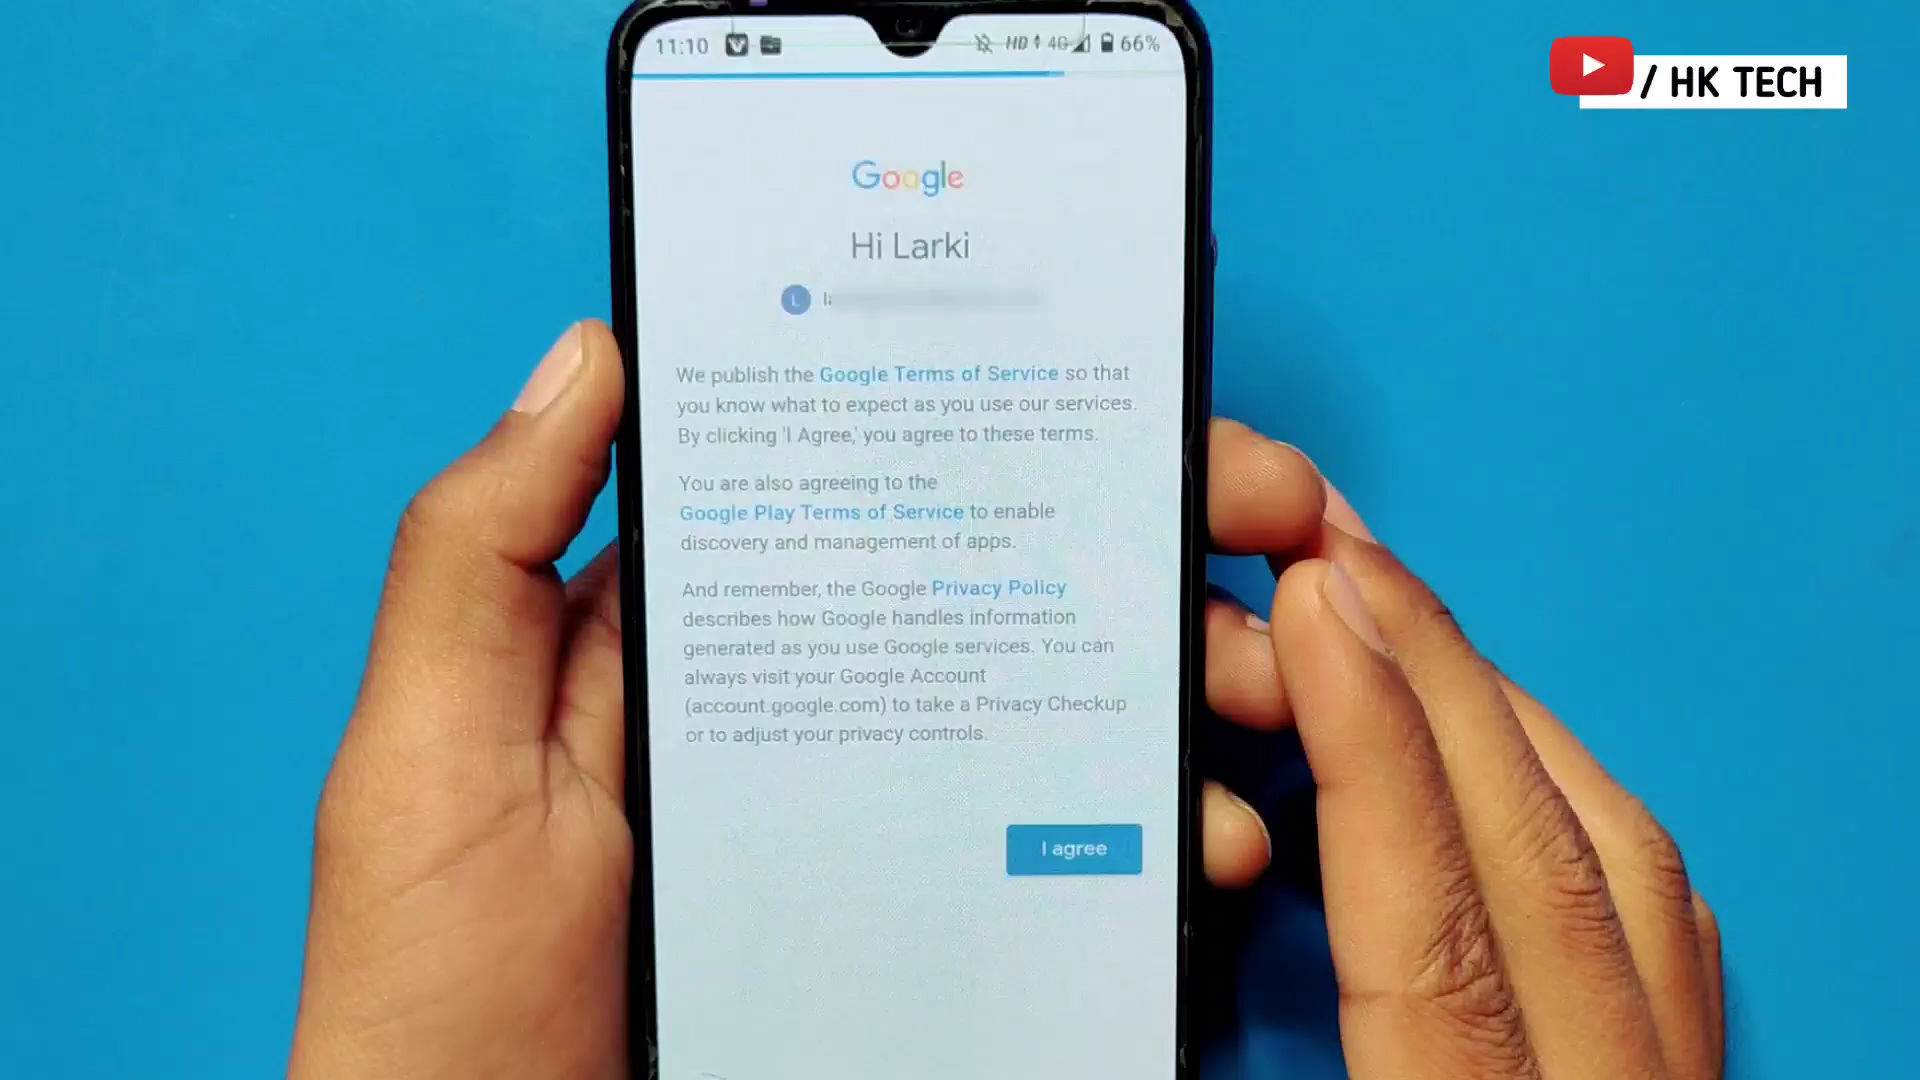 11:10
HD 4G 66%
/ HK TECH
Google
Hi Larki
L
We publish the Google Terms of Service so that
you know what to expect as you use our services.
By clicking 'I Agree,' you agree to these terms.
You are also agreeing to the
Google Play Terms of Service to enable
discovery and management of apps.
And remember, the Google Privacy Policy
describes how Google handles information
generated as you use Google services. You can
always visit your Google Account
(account.google.com) to take a Privacy Checkup
or to adjust your privacy controls.
I agree